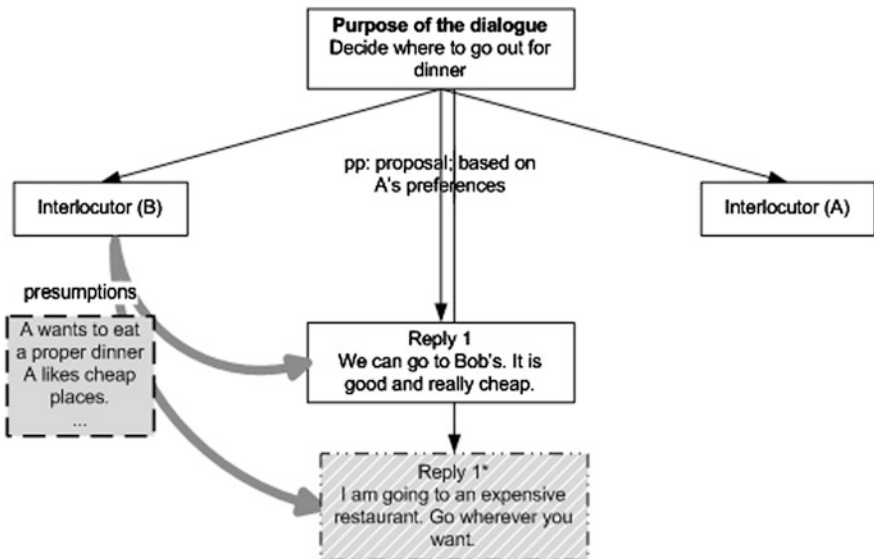 Purpose of the dialogue
Decide where to go out for
dinner
pp: proposal; based on
A's preferences
Interlocutor (B)
Interlocutor (A)
presumptions
A wants to eat
a proper dinner
A likes cheap
places.
...
Reply 1
We can go to Bob's. It is
good and really cheap.
Reply 1*
I am going to an expensive
restaurant. Go wherever you
want.